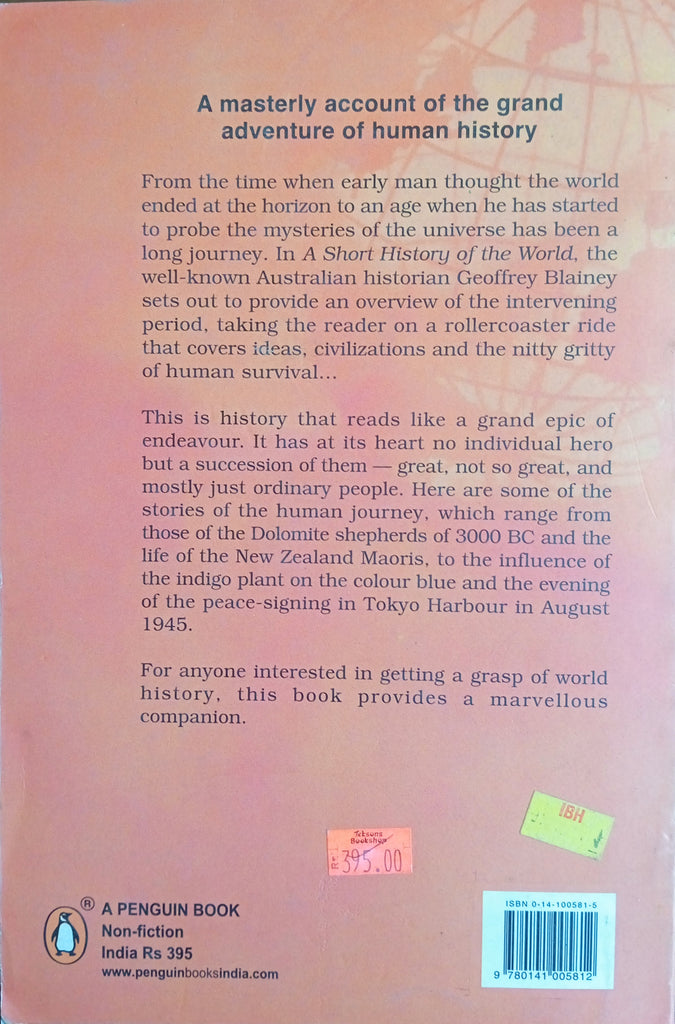 A masterly account of the grand
adventure of human history
From the time when early man thought the world
ended at the horizon to an age when he has started
to probe the mysteries of the universe has been a
long journey. In A Short History of the World, the
well-known Australian historian Geoffrey Blainey
sets out to provide an overview of the intervening
period, taking the reader on a rollercoaster ride
that covers ideas, civilizations and the nitty gritty
of human survival...
This is history that reads like a grand epic of
endeavour. It has at its heart no individual hero
but a succession of them — great, not so great, and
mostly just ordinary people. Here are some of the
stories of the human journey, which range from
those of the Dolomite shepherds of 3000 BC and the
life of the New Zealand Maoris, to the influence of
the indigo plant on the colour blue and the evening
of the peace-signing in Tokyo Harbour in August
1945.
For anyone interested in getting a grasp of world
history, this book provides a marvellous
companion.
IBH
Teksons
Bookshop
Rs 395.00
® A PENGUIN BOOK
Non-fiction
India Rs 395
www.penguinbooksindia.com
ISBN 0-14-100581-5
9 780141 005812